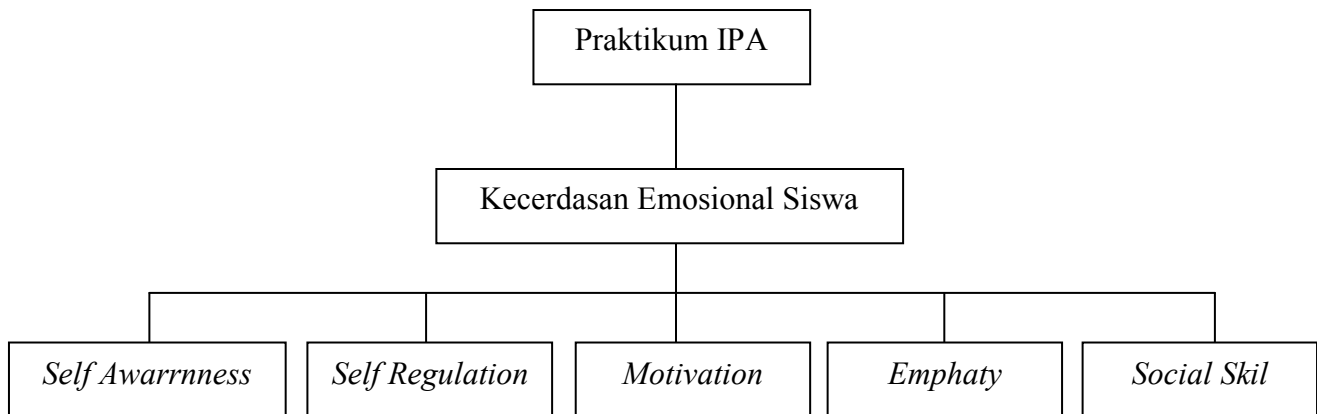 Praktikum IPA
Kecerdasan Emosional Siswa
Self Awarrnness
Self Regulation
Motivation
Emphaty
Social Skil